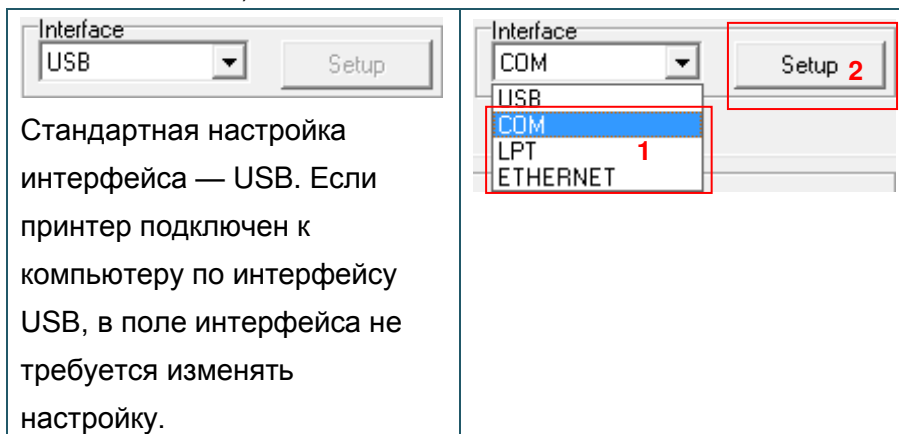 Interface
USB
Setup
Стандартная настройка
интерфейса — USB. Если
принтер подключен к
компьютеру по интерфейсу
USB, в поле интерфейса не
требуется изменять
настройку.
Interface
COM
Setup 2
USB
COM
LPT 1
ETHERNET